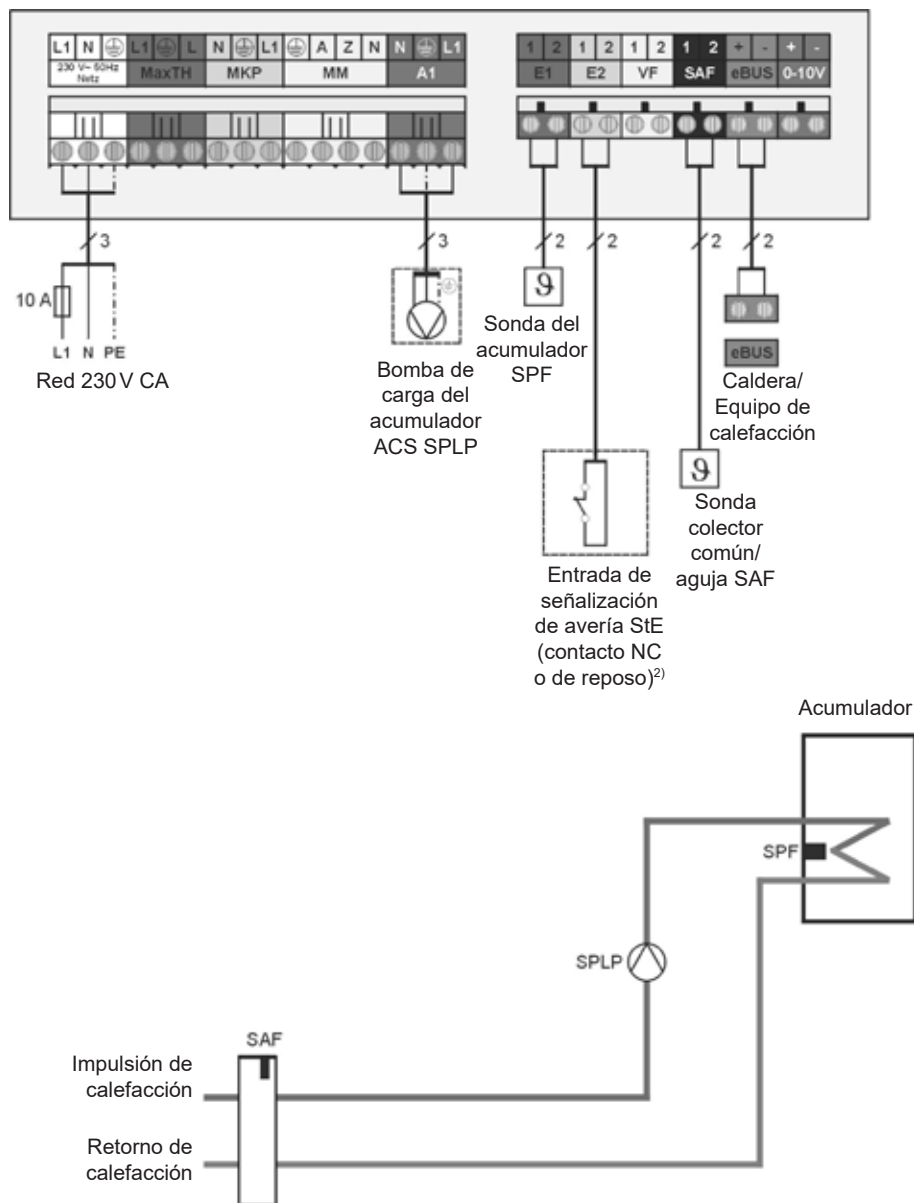 L1 N L1 L N L1 A Z N N L1
230 V~ 50Hz
Netz
MaxTH MKP MM A1
1 2 1 2 1 2 1 2 + - + -
E1 E2 VF SAF eBUS 0-10V
3
3
2
2
2
2
10 A
L1 N PE
Red 230 V CA
Bomba de
carga del
acumulador
ACS SPLP
ϑ
Sonda del
acumulador
SPF
eBUS
Caldera/
Equipo de
calefacción
ϑ
Sonda
colector
común/
aguja SAF
Entrada de
señalización
de avería StE
(contacto NC
o de reposo)2)
Acumulador
SPF
SPLP
SAF
Impulsión de
calefacción
Retorno de
calefacción